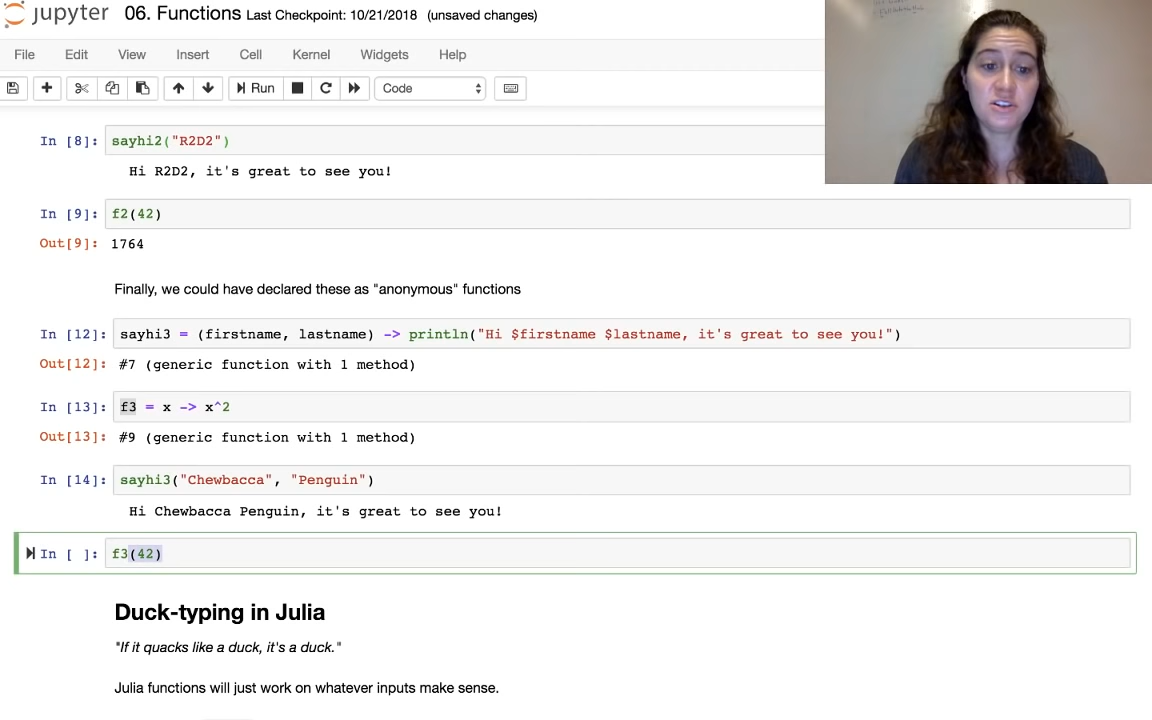 jupyter 06. Functions Last Checkpoint: 10/21/2018 (unsaved changes)
File Edit View Insert Cell Kernel Widgets Help
Run Code
In [8]: sayhi2("R2D2")
Hi R2D2, it's great to see you!
In [9]: f2(42)
Out[9]: 1764
Finally, we could have declared these as "anonymous" functions
In [12]: sayhi3 = (firstname, lastname) -> println("Hi $firstname $lastname, it's great to see you!")
Out[12]: #7 (generic function with 1 method)
In [13]: f3 = x -> x^2
Out[13]: #9 (generic function with 1 method)
In [14]: sayhi3("Chewbacca", "Penguin")
Hi Chewbacca Penguin, it's great to see you!
In [ ]: f3(42)
Duck-typing in Julia
"If it quacks like a duck, it's a duck."
Julia functions will just work on whatever inputs make sense.